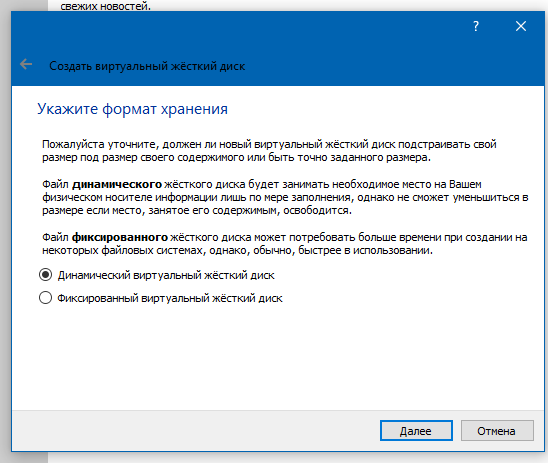 свежих новостей.
?
Создать виртуальный жёсткий диск
Укажите формат хранения
Пожалуйста уточните, должен ли новый виртуальный жёсткий диск подстраивать свой
размер под размер своего содержимого или быть точно заданного размера.
Файл динамического жёсткого диска будет занимать необходимое место на Вашем
физическом носителе информации лишь по мере заполнения, однако не сможет уменьшиться в
размере если место, занятое его содержимым, освободится.
Файл фиксированного жёсткого диска может потребовать больше времени при создании на
некоторых файловых системах, однако, обычно, быстрее в использовании.
Динамический виртуальный жёсткий диск
Фиксированный виртуальный жёсткий диск
Далее
Отмена